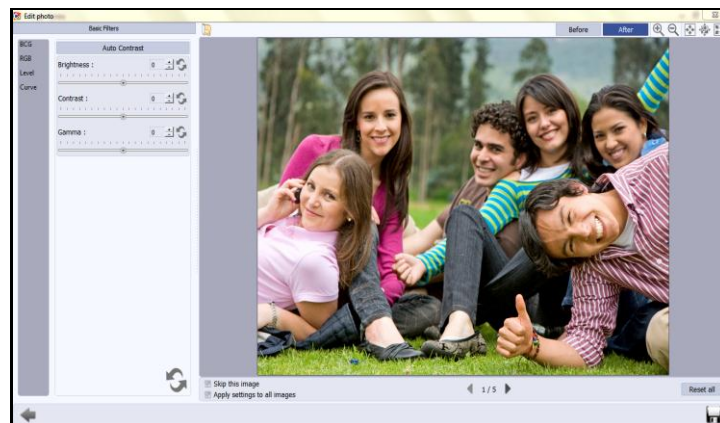 Edit photo
Basic Filters
Before
After
BCG
RGB
Level
Curve
Auto Contrast
Brightness :
0
Contrast :
0
Gamma :
0
Skip this image
Apply settings to all images
1 / 5
Reset all